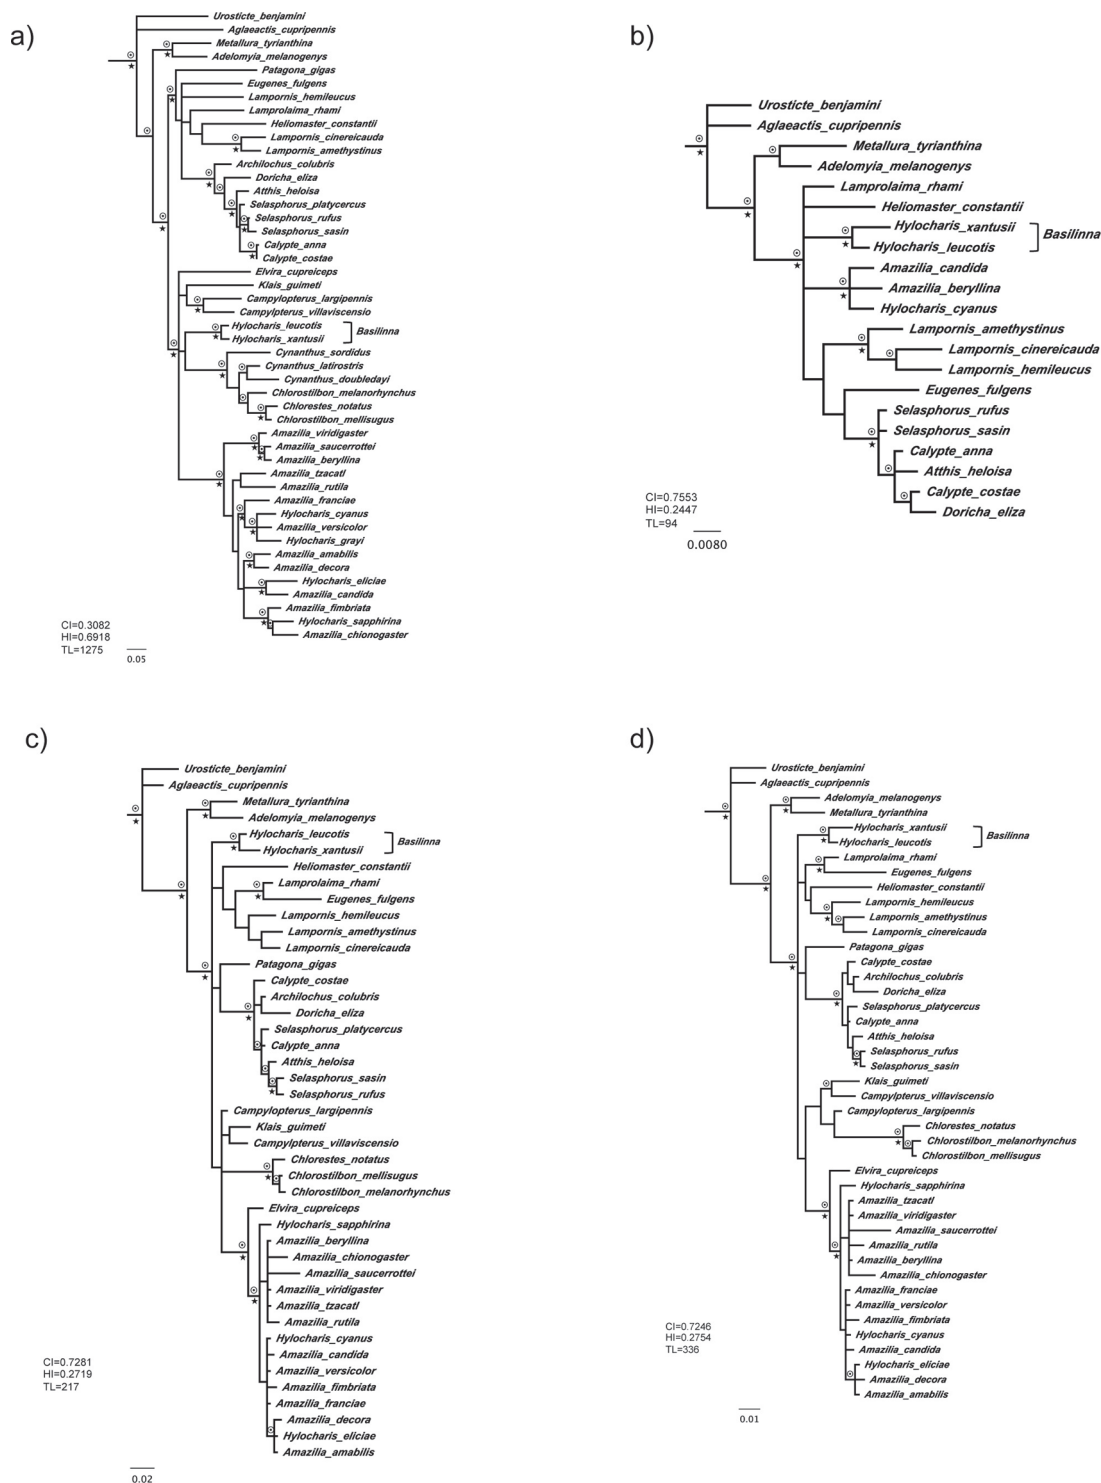 a)
Urosticte_benjamini
Aglaeactis_cupripennis
Metallura_tyrianthina
Adelomyia_melanogenys
Patagona_gigas
Eugenes_fulgens
Lampornis_hemileucus
Lamprolaima_rhami
Heliomaster_constantii
Lampornis_cinereicauda
Lampornis_amethystinus
Archilochus_colubris
Doricha_eliza
Atthis_heloisa
Selasphorus_platycercus
Selasphorus_rufus
Selasphorus_sasin
Calypte_anna
Calypte_costae
Elvira_cupreiceps
Klais_guimeti
Campylopterus_largipennis
Campylpterus_villaviscensio
Hylocharis_leucotis
Hylocharis_xantusii
Basilinna
Cynanthus_sordidus
Cynanthus_latirostris
Cynanthus_doubledayi
Chlorostilbon_melanorhynchus
Chlorestes_notatus
Chlorostilbon_mellisugus
Amazilia_viridigaster
Amazilia_saucerrottei
Amazilia_beryllina
Amazilia_tzacatl
Amazilia_rutila
Amazilia_franciae
Hylocharis_cyanus
Amazilia_versicolor
Hylocharis_grayi
Amazilia_amabilis
Amazilia_decora
Hylocharis_eliciae
Amazilia_candida
Amazilia_fimbriata
Hylocharis_sapphirina
Amazilia_chionogaster
CI=0.3082
HI=0.6918
TL=1275
0.05
b)
Urosticte_benjamini
Aglaeactis_cupripennis
Metallura_tyrianthina
Adelomyia_melanogenys
Lamprolaima_rhami
Heliomaster_constantii
Hylocharis_xantusii
Hylocharis_leucotis
Basilinna
Amazilia_candida
Amazilia_beryllina
Hylocharis_cyanus
Lampornis_amethystinus
Lampornis_cinereicauda
Lampornis_hemileucus
Eugenes_fulgens
Selasphorus_rufus
Selasphorus_sasin
Calypte_anna
Atthis_heloisa
Calypte_costae
Doricha_eliza
CI=0.7553
HI=0.2447
TL=94
0.0080
c)
Urosticte_benjamini
Aglaeactis_cupripennis
Metallura_tyrianthina
Adelomyia_melanogenys
Hylocharis_leucotis
Hylocharis_xantusii
Basilinna
Heliomaster_constantii
Lamprolaima_rhami
Eugenes_fulgens
Lampornis_hemileucus
Lampornis_amethystinus
Lampornis_cinereicauda
Patagona_gigas
Calypte_costae
Archilochus_colubris
Doricha_eliza
Selasphorus_platycercus
Calypte_anna
Atthis_heloisa
Selasphorus_sasin
Selasphorus_rufus
Campylopterus_largipennis
Klais_guimeti
Campylpterus_villaviscensio
Chlorestes_notatus
Chlorostilbon_mellisugus
Chlorostilbon_melanorhynchus
Elvira_cupreiceps
Hylocharis_sapphirina
Amazilia_beryllina
Amazilia_chionogaster
Amazilia_saucerrottei
Amazilia_viridigaster
Amazilia_tzacatl
Amazilia_rutila
Hylocharis_cyanus
Amazilia_candida
Amazilia_versicolor
Amazilia_fimbriata
Amazilia_franciae
Amazilia_decora
Hylocharis_eliciae
Amazilia_amabilis
CI=0.7281
HI=0.2719
TL=217
0.02
d)
Urosticte_benjamini
Aglaeactis_cupripennis
Adelomyia_melanogenys
Metallura_tyrianthina
Hylocharis_xantusii
Hylocharis_leucotis
Basilinna
Lamprolaima_rhami
Eugenes_fulgens
Heliomaster_constantii
Lampornis_hemileucus
Lampornis_amethystinus
Lampornis_cinereicauda
Patagona_gigas
Calypte_costae
Archilochus_colubris
Doricha_eliza
Selasphorus_platycercus
Calypte_anna
Atthis_heloisa
Selasphorus_rufus
Selasphorus_sasin
Klais_guimeti
Campylpterus_villaviscensio
Campylopterus_largipennis
Chlorestes_notatus
Chlorostilbon_melanorhynchus
Chlorostilbon_mellisugus
Elvira_cupreiceps
Hylocharis_sapphirina
Amazilia_tzacatl
Amazilia_viridigaster
Amazilia_saucerrottei
Amazilia_rutila
Amazilia_beryllina
Amazilia_chionogaster
Amazilia_franciae
Amazilia_versicolor
Amazilia_fimbriata
Hylocharis_cyanus
Amazilia_candida
Hylocharis_eliciae
Amazilia_decora
Amazilia_amabilis
CI=0.7246
HI=0.2754
TL=336
0.01